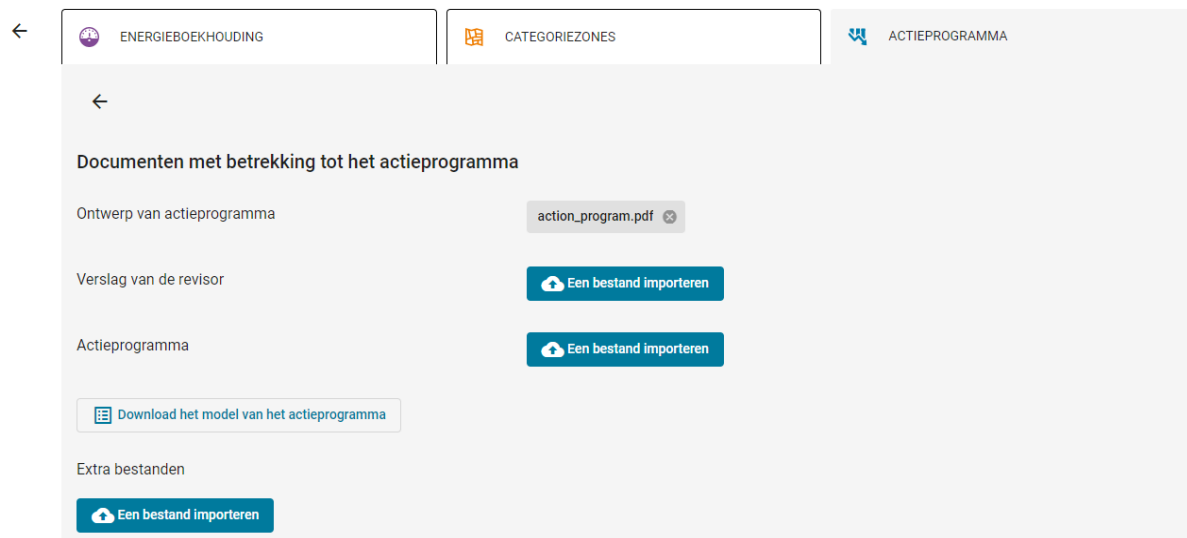 ENERGIEBOEKHOUDING CATEGORIEZONES ACTIEPROGRAMMA
Documenten met betrekking tot het actieprogramma
Ontwerp van actieprogramma action_program.pdf
Verslag van de revisor Een bestand importeren
Actieprogramma Een bestand importeren
Download het model van het actieprogramma
Extra bestanden
Een bestand importeren